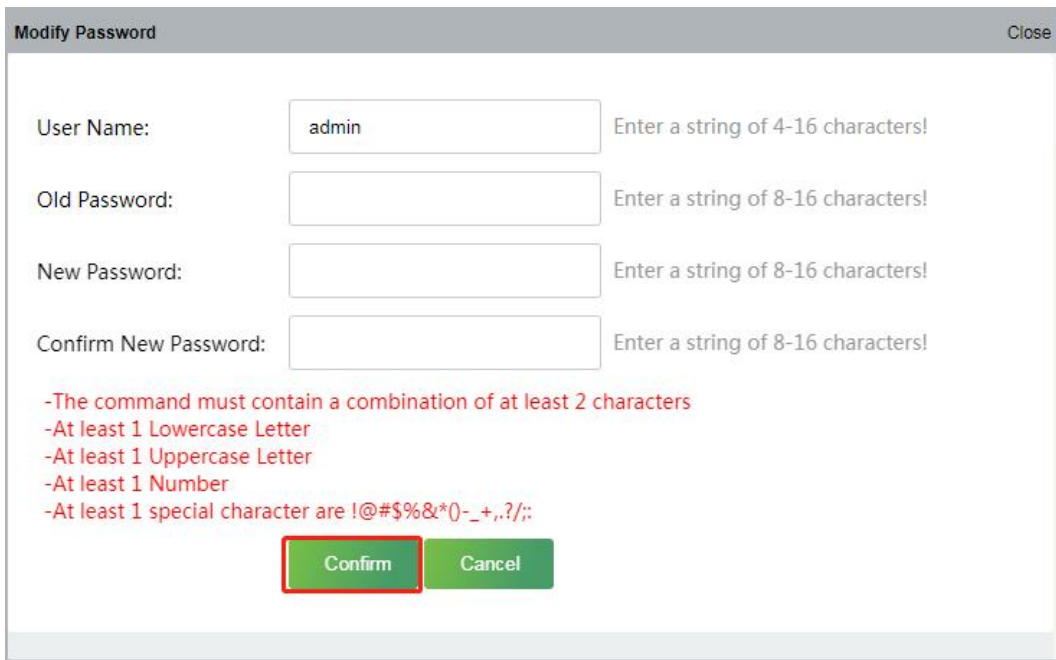 Modify Password Close
User Name: admin Enter a string of 4-16 characters!
Old Password: Enter a string of 8-16 characters!
New Password: Enter a string of 8-16 characters!
Confirm New Password: Enter a string of 8-16 characters!
-The command must contain a combination of at least 2 characters
-At least 1 Lowercase Letter
-At least 1 Uppercase Letter
-At least 1 Number
-At least 1 special character are !@#$%&*()-_+,.?/;:
Confirm Cancel